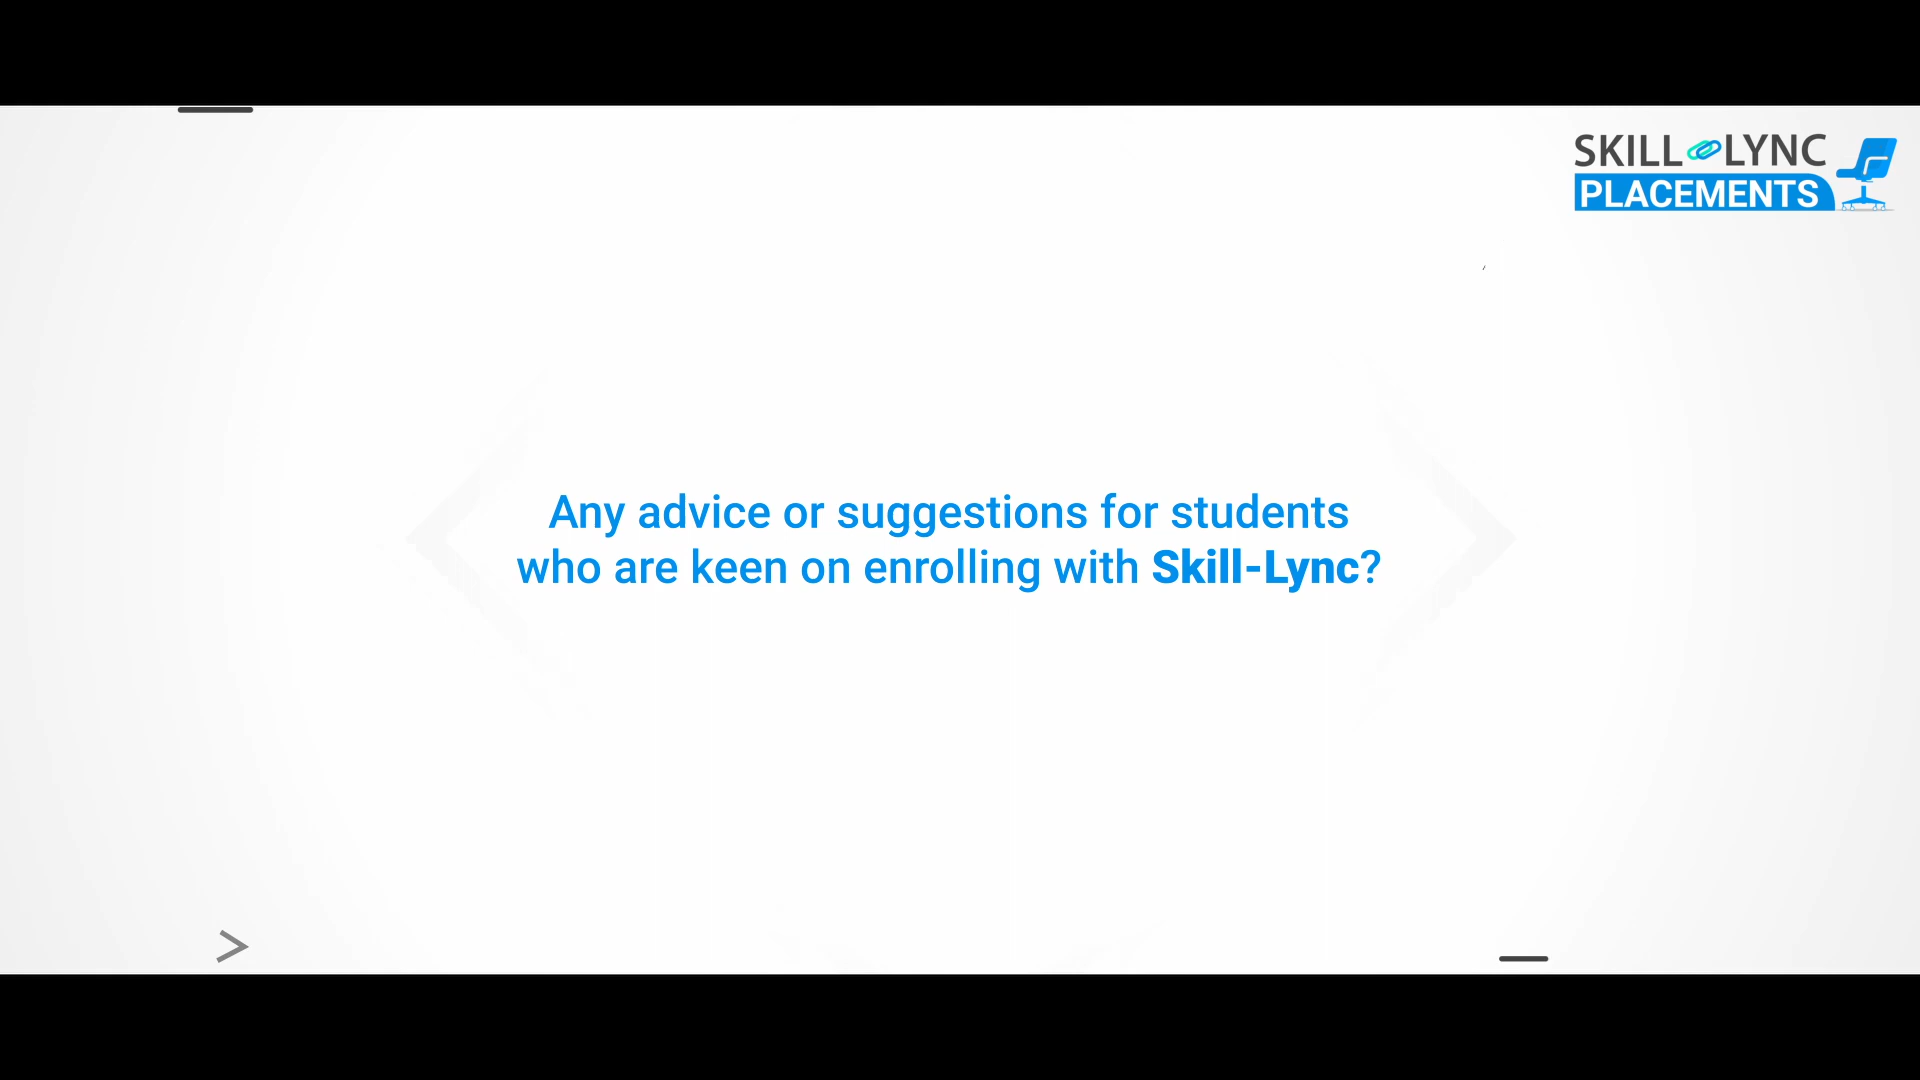 SKILL LYNC
PLACEMENTS
Any advice or suggestions for students
who are keen on enrolling with Skill-Lync?